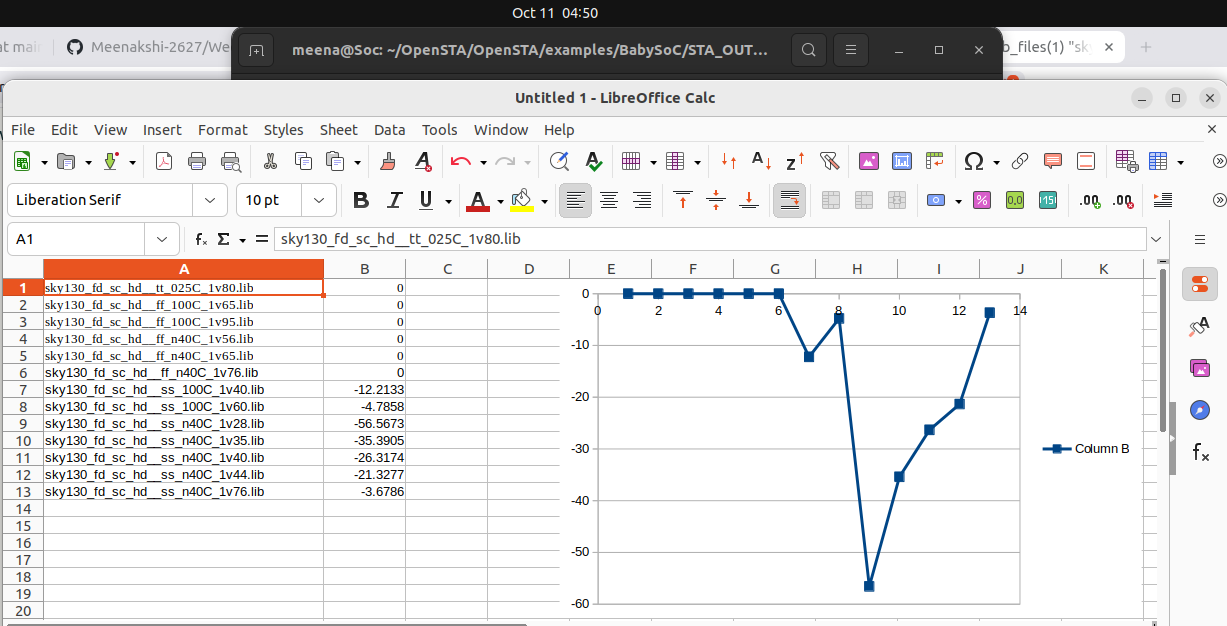 Oct 11 04:50
at mai
Meenakshi-2627/We
meena@Soc: ~/OpenSTA/OpenSTA/examples/BabySoC/STA_OUT...
b_files(1) "sk
Untitled 1 - LibreOffice Calc
File Edit View Insert Format Styles Sheet Data Tools Window Help
Liberation Serif 10 pt
A1 sky130_fd_sc_hd__tt_025C_1v80.lib
A B C D E F G H I J K
1 sky130_fd_sc_hd__tt_025C_1v80.lib 0
2 sky130_fd_sc_hd__ff_100C_1v65.lib 0
3 sky130_fd_sc_hd__ff_100C_1v95.lib 0
4 sky130_fd_sc_hd__ff_n40C_1v56.lib 0
5 sky130_fd_sc_hd__ff_n40C_1v65.lib 0
6 sky130_fd_sc_hd__ff_n40C_1v76.lib 0
7 sky130_fd_sc_hd__ss_100C_1v40.lib -12.2133
8 sky130_fd_sc_hd__ss_100C_1v60.lib -4.7858
9 sky130_fd_sc_hd__ss_n40C_1v28.lib -56.5673
10 sky130_fd_sc_hd__ss_n40C_1v35.lib -35.3905
11 sky130_fd_sc_hd__ss_n40C_1v40.lib -26.3174
12 sky130_fd_sc_hd__ss_n40C_1v44.lib -21.3277
13 sky130_fd_sc_hd__ss_n40C_1v76.lib -3.6786
14
15
16
17
18
19
20
0
0 2 4 6 8 10 12 14
-10
-20
-30
-40
-50
-60
Column B